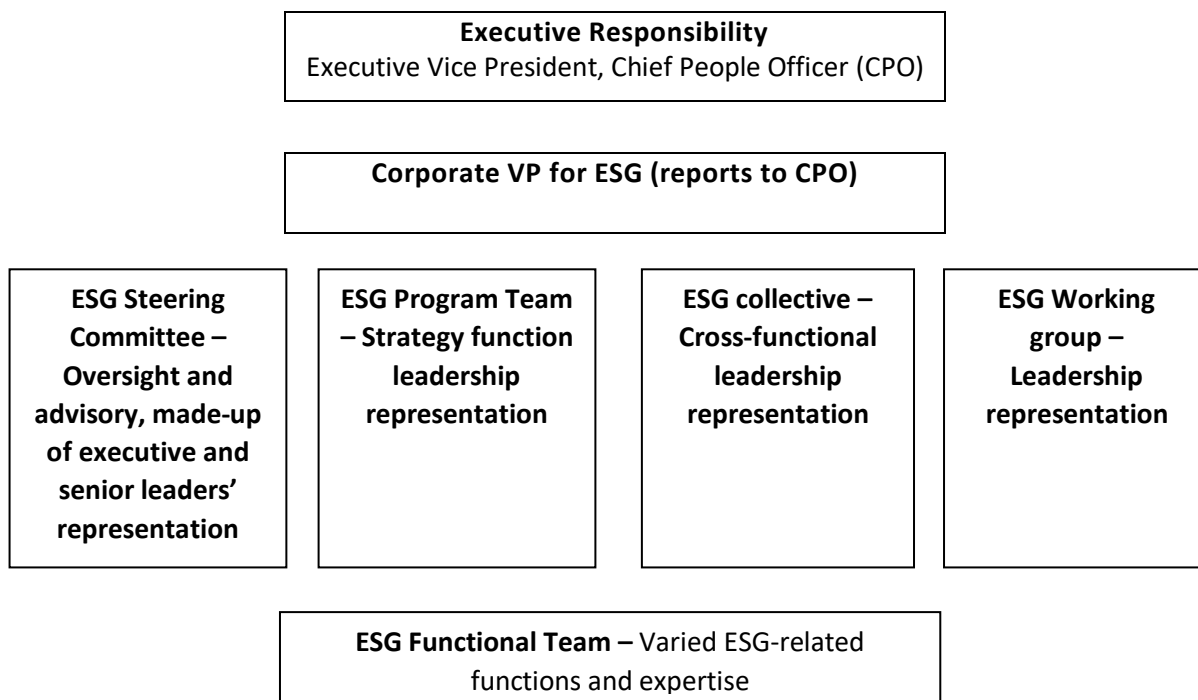 Executive Responsibility
Executive Vice President, Chief People Officer (CPO)
Corporate VP for ESG (reports to CPO)
ESG Steering
Committee –
Oversight and
advisory, made-up
of executive and
senior leaders’
representation
ESG Program Team
– Strategy function
leadership
representation
ESG collective –
Cross-functional
leadership
representation
ESG Working
group –
Leadership
representation
ESG Functional Team – Varied ESG-related
functions and expertise